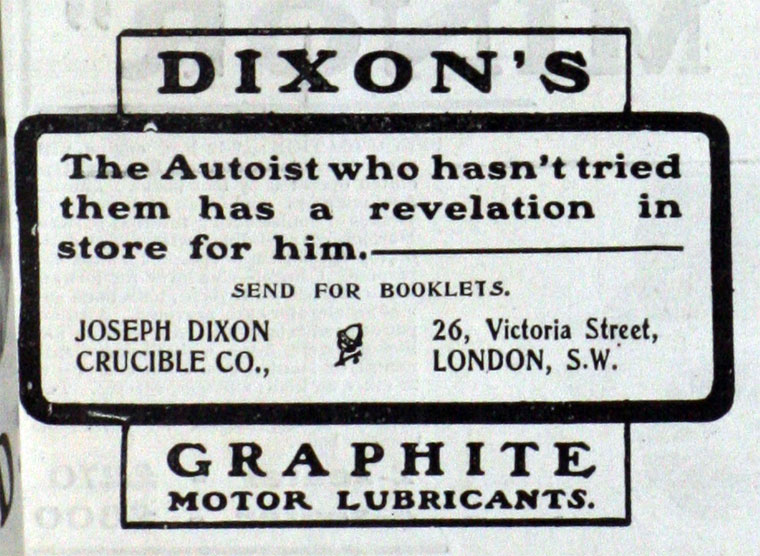 DIXON'S
The Autoist who hasn't tried
them has a revelation in
store for him.
SEND FOR BOOKLETS.
JOSEPH DIXON
CRUCIBLE CO.,
26, Victoria Street,
LONDON, S.W.
GRAPHITE
MOTOR LUBRICANTS.